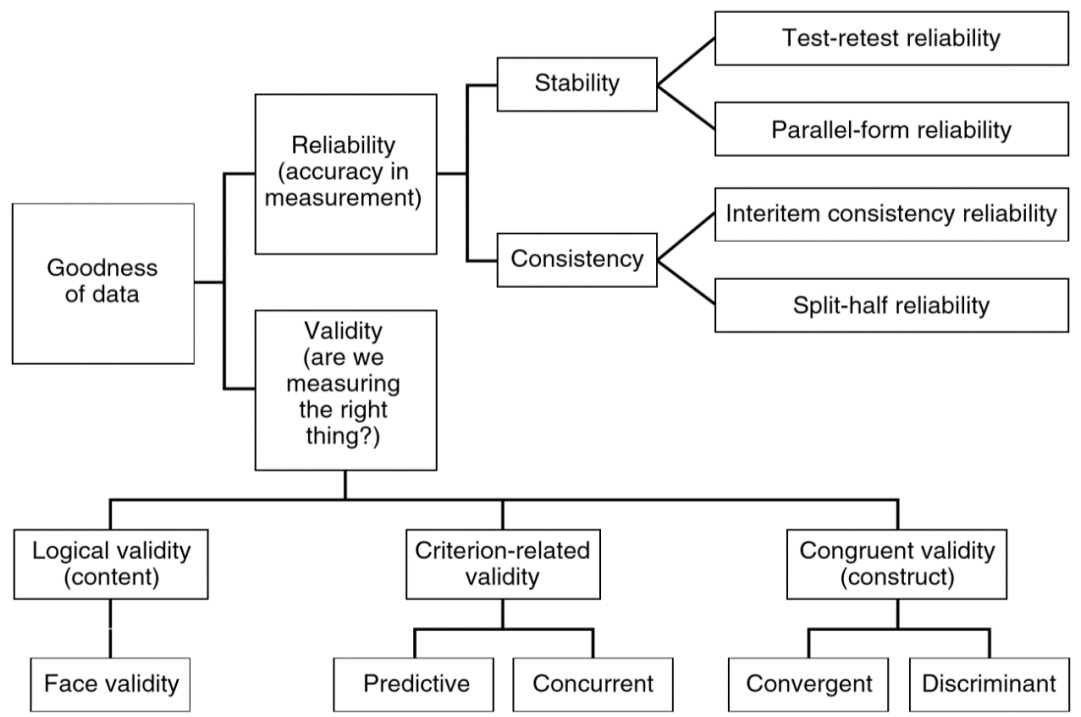 Goodness
of data
Reliability
(accuracy in
measurement)
Stability
Test-retest reliability
Parallel-form reliability
Consistency
Interitem consistency reliability
Split-half reliability
Validity
(are we
measuring
the right
thing?)
Logical validity
(content)
Face validity
Criterion-related
validity
Predictive
Concurrent
Congruent validity
(construct)
Convergent
Discriminant